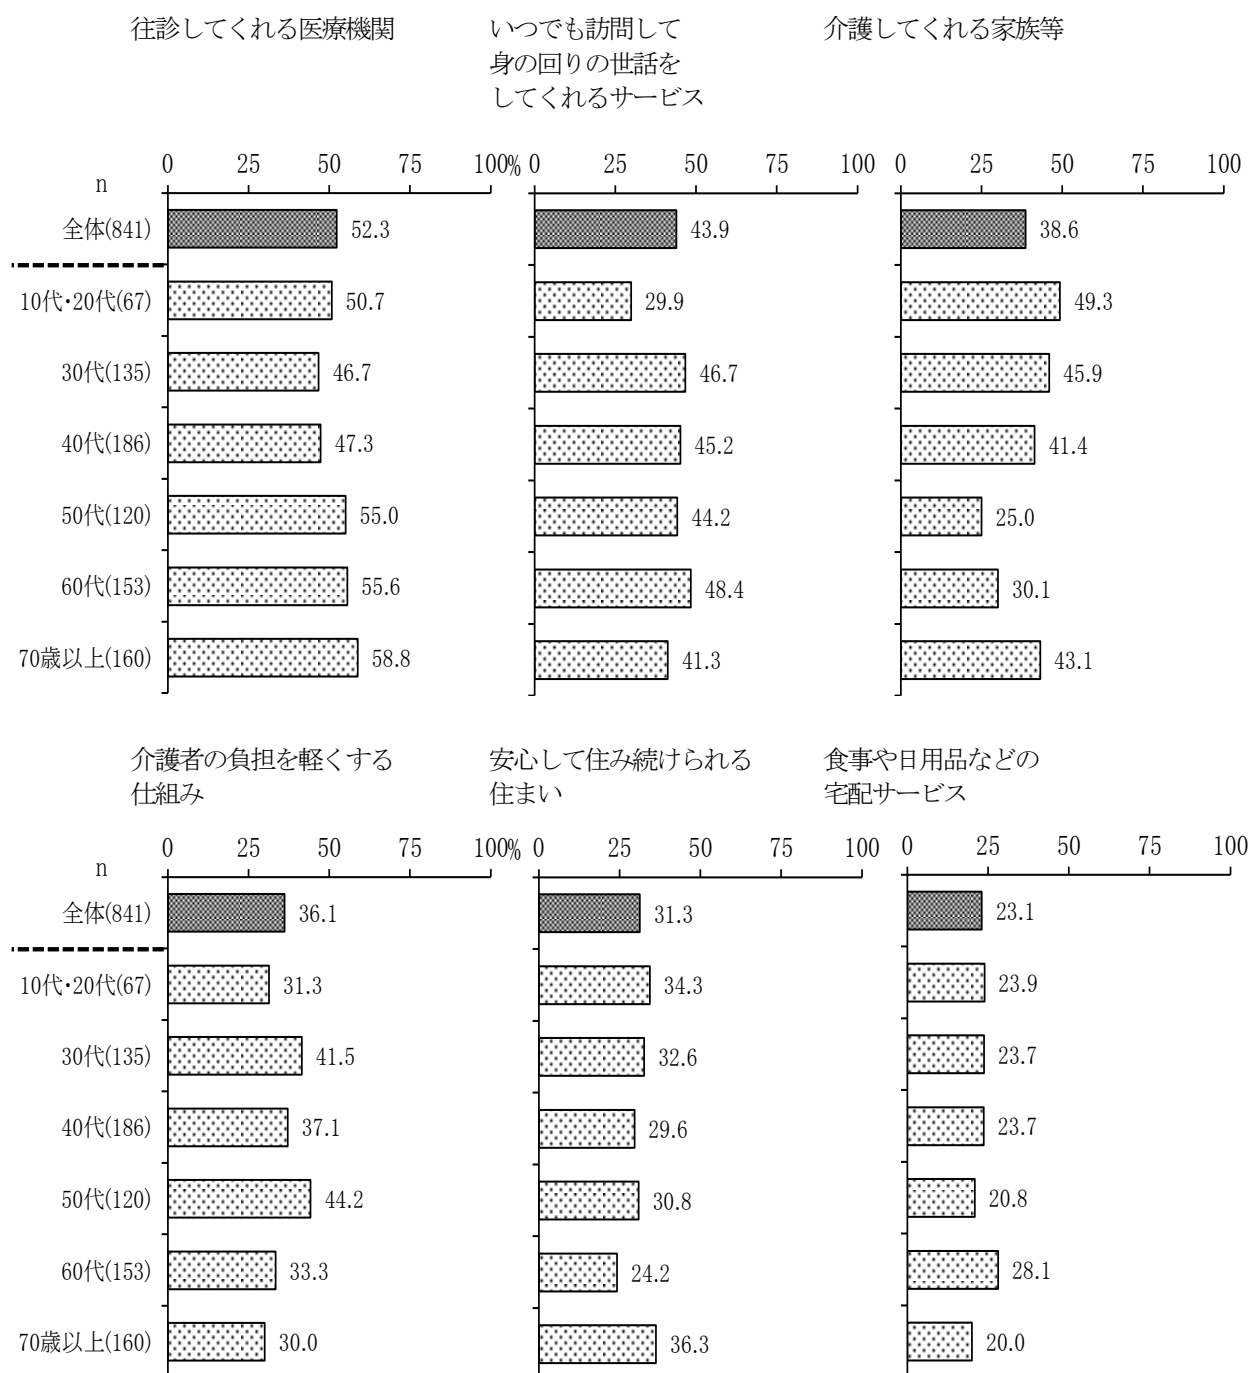 往診してくれる医療機関
いつでも訪問して
身の回りの世話を
してくれるサービス
介護してくれる家族等
0 25 50 75 100% 0 25 50 75 100 0 25 50 75 100
n
全体(841) 52.3 43.9 38.6
10代・20代(67) 50.7 29.9 49.3
30代(135) 46.7 46.7 45.9
40代(186) 47.3 45.2 41.4
50代(120) 55.0 44.2 25.0
60代(153) 55.6 48.4 30.1
70歳以上(160) 58.8 41.3 43.1
介護者の負担を軽くする
仕組み
安心して住み続けられる
住まい
食事や日用品などの
宅配サービス
0 25 50 75 100% 0 25 50 75 100 0 25 50 75 100
n
全体(841) 36.1 31.3 23.1
10代・20代(67) 31.3 34.3 23.9
30代(135) 41.5 32.6 23.7
40代(186) 37.1 29.6 23.7
50代(120) 44.2 30.8 20.8
60代(153) 33.3 24.2 28.1
70歳以上(160) 30.0 36.3 20.0